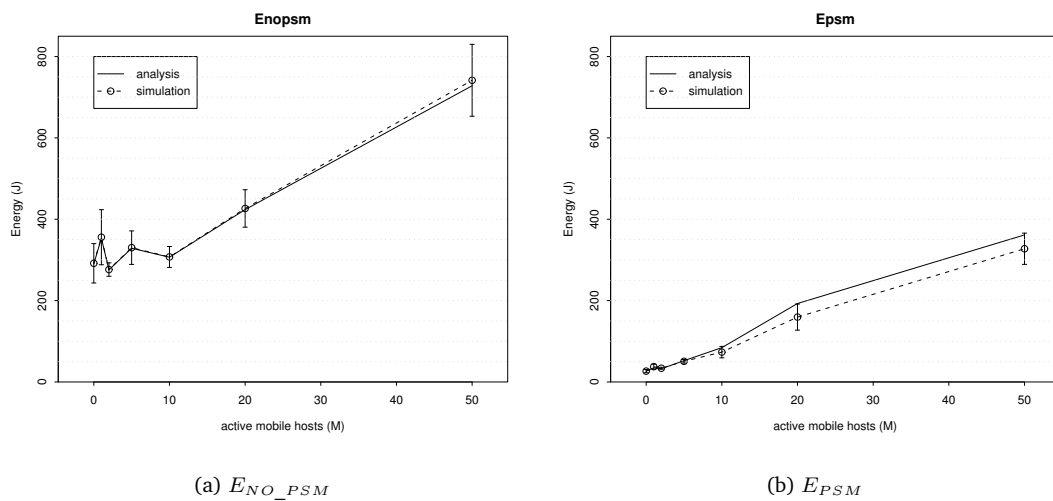 Enopsm
analysis
simulation
Energy (J)
0
200
400
600
800
0 10 20 30 40 50
active mobile hosts (M)
(a) E_{NO_PSM}
Epsm
analysis
simulation
Energy (J)
0
200
400
600
800
0 10 20 30 40 50
active mobile hosts (M)
(b) E_{PSM}